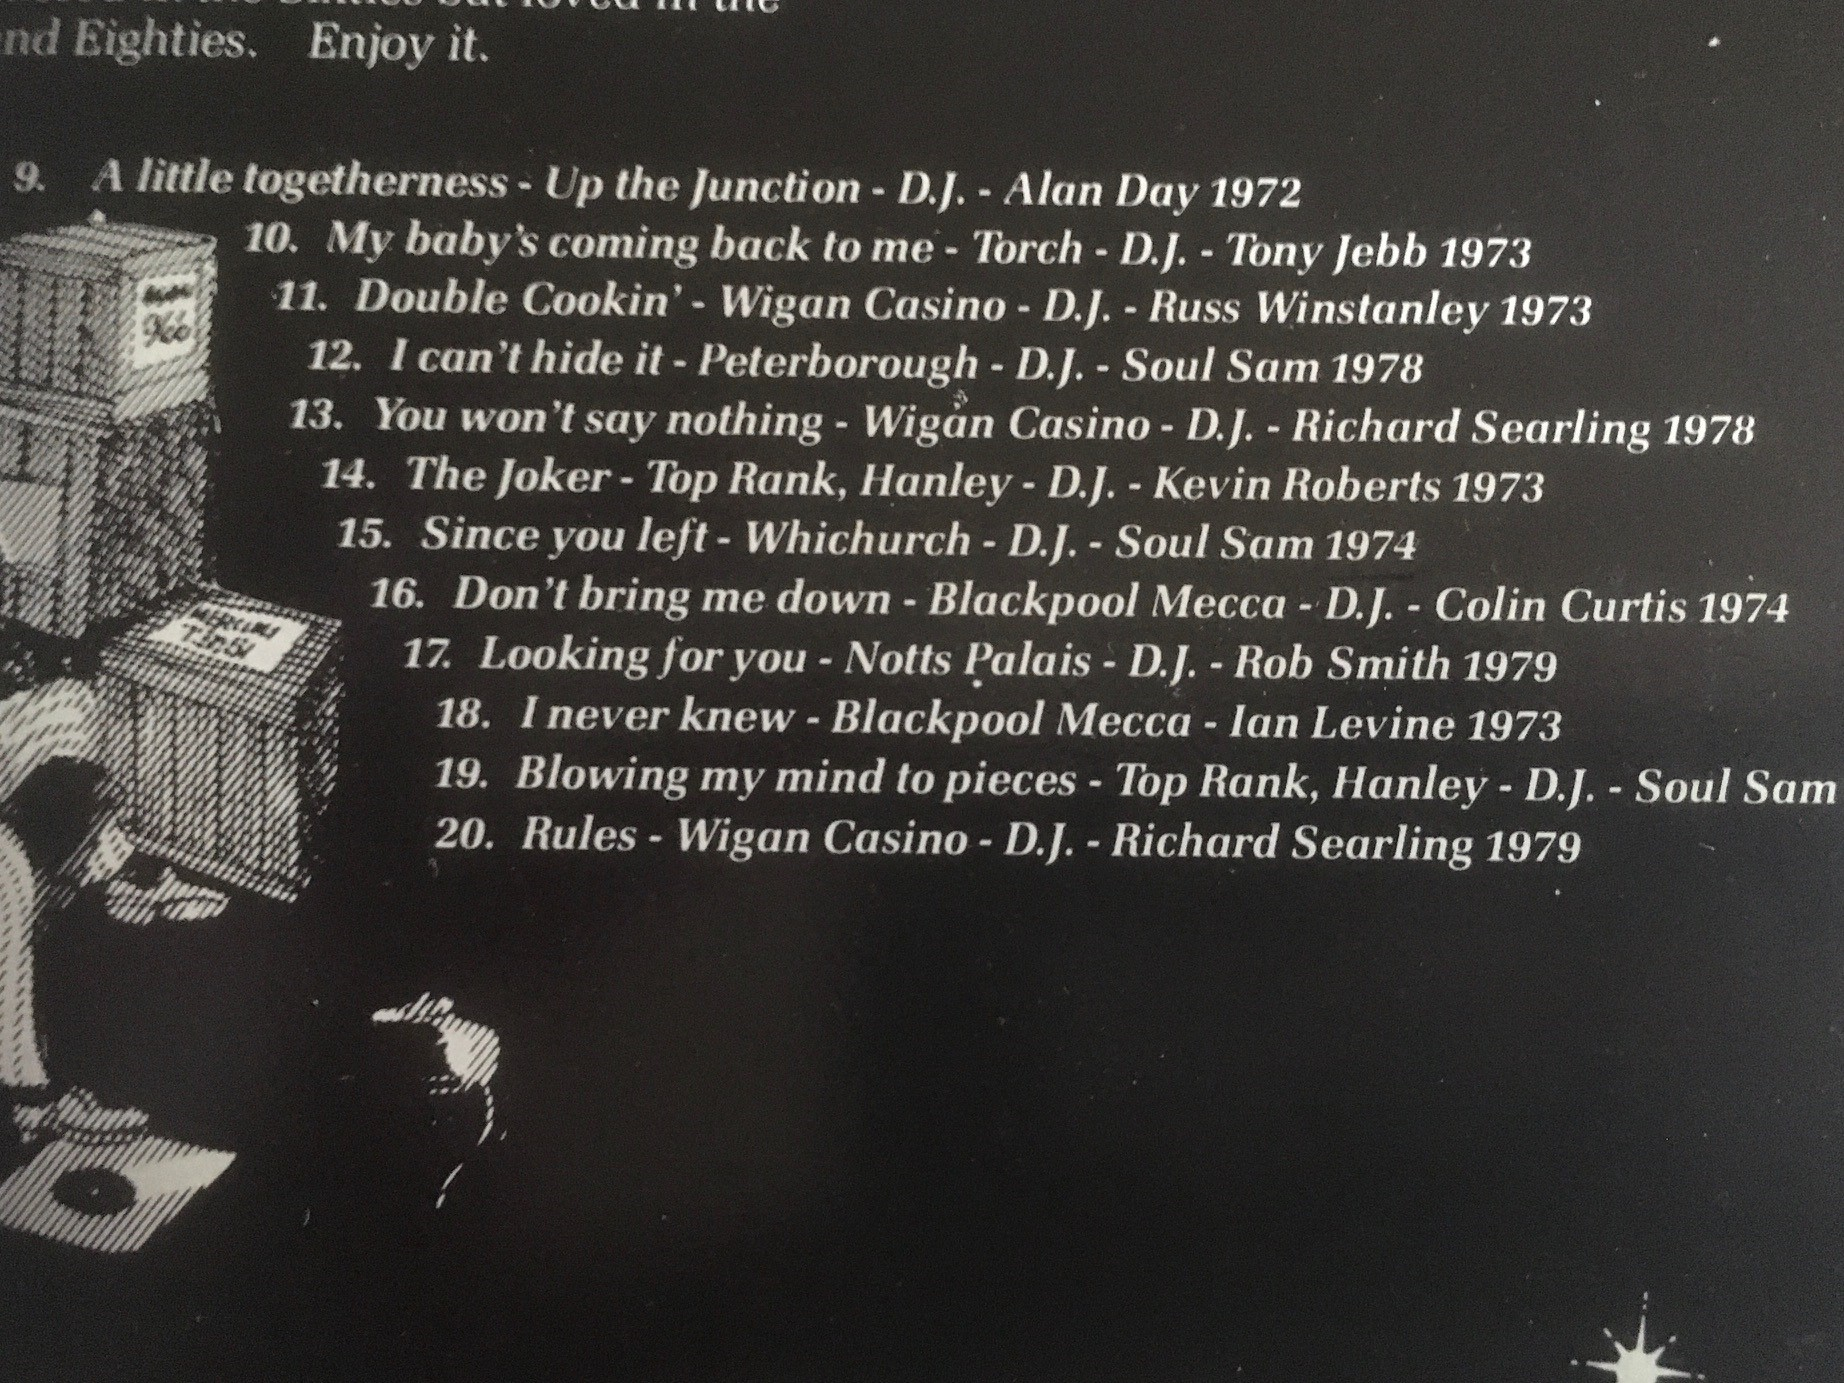 but loved in the
nd Eighties. Enjoy it.
9. A little togetherness - Up the Junction - D.J. - Alan Day 1972
10. My baby's coming back to me - Torch - D.J. - Tony Jebb 1973
11. Double Cookin' - Wigan Casino - D.J. - Russ Winstanley 1973
12. I can't hide it - Peterborough - D.J. - Soul Sam 1978
13. You won't say nothing - Wigan Casino - D.J. - Richard Searling 1978
14. The Joker - Top Rank, Hanley - D.J. - Kevin Roberts 1973
15. Since you left - Whichurch - D.J. - Soul Sam 1974
16. Don't bring me down - Blackpool Mecca - D.J. - Colin Curtis 1974
17. Looking for you - Notts Palais - D.J. - Rob Smith 1979
18. I never knew - Blackpool Mecca - Ian Levine 1973
19. Blowing my mind to pieces - Top Rank, Hanley - D.J. - Soul Sam
20. Rules - Wigan Casino - D.J. - Richard Searling 1979